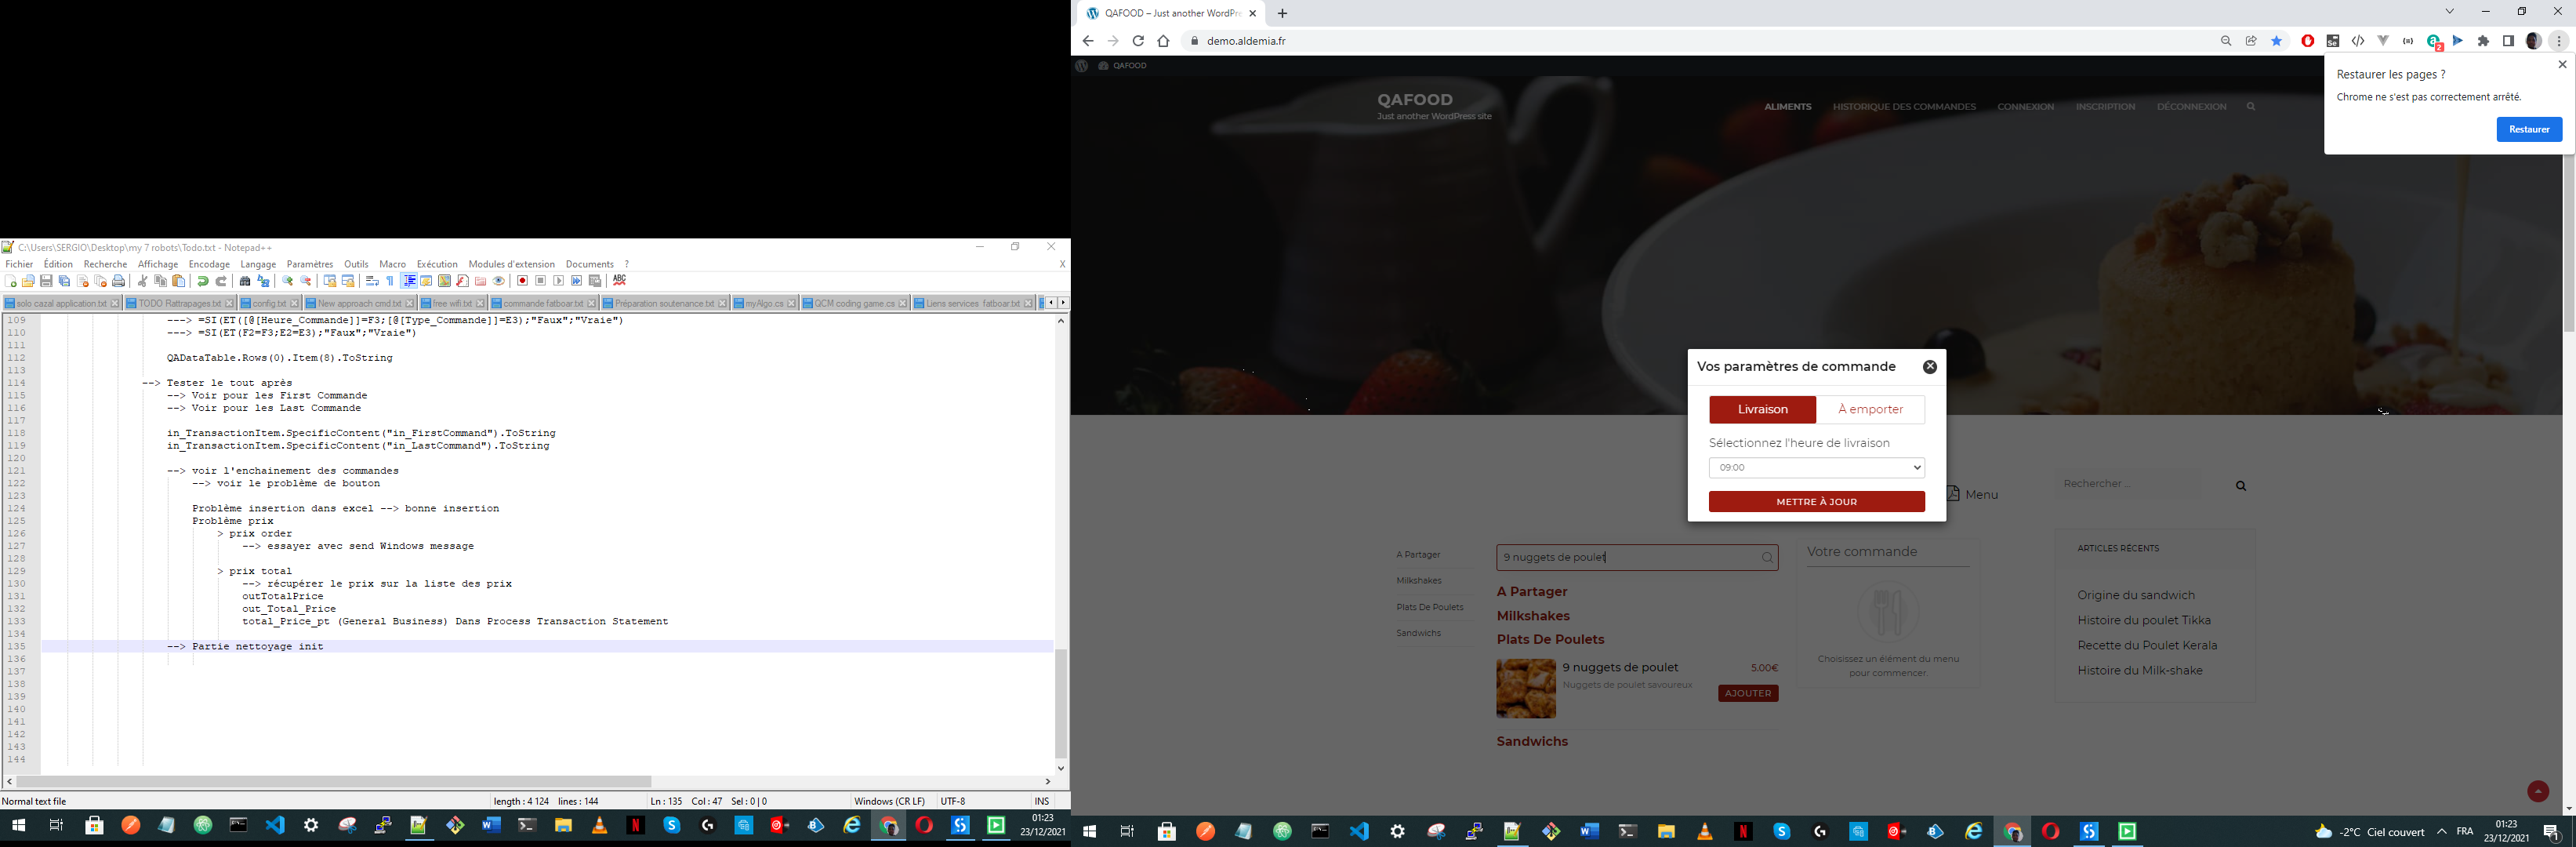 C:\Users\SERGIO\Desktop\my 7 robots\Todo.txt - Notepad++
Fichier Édition Recherche Affichage Encodage Langage Paramètres Outils Macro Exécution Modules d'extension Documents ? X
solo cazal application.txt TODO Rattrapages.txt config.txt New approach cmd.txt free wifi.txt commande fatboar.txt Préparation soutenance.txt myAlgo.cs QCM coding game.cs Liens services fatboar.txt
109 ---> =SI(ET([@[Heure_Commande]]=F3;[@[Type_Commande]]=E3);"Faux";"Vraie")
110 ---> =SI(ET(F2=F3;E2=E3);"Faux";"Vraie")
111
112 QADataTable.Rows(0).Item(8).ToString
113
114 --> Tester le tout après
115 --> Voir pour les First Commande
116 --> Voir pour les Last Commande
117
118 in_TransactionItem.SpecificContent("in_FirstCommand").ToString
119 in_TransactionItem.SpecificContent("in_LastCommand").ToString
120
121 --> voir l'enchainement des commandes
122 --> voir le problème de bouton
123
124 Problème insertion dans excel --> bonne insertion
125 Problème prix
126 > prix order
127 --> essayer avec send Windows message
128
129 > prix total
130 --> récupérer le prix sur la liste des prix
131 outTotalPrice
132 out_Total_Price
133 total_Price_pt (General Business) Dans Process Transaction Statement
134
135 --> Partie nettoyage init
136
137
138
139
140
141
142
143
144
Normal text file length : 4 124 lines : 144 Ln : 135 Col : 47 Sel : 0 | 0 Windows (CR LF) UTF-8 INS
01:23
23/12/2021
QAFOOD – Just another WordPre
demo.aldemia.fr
QAFOOD
Restaurer les pages ?
Chrome ne s'est pas correctement arrêté.
Restaurer
QAFOOD
Just another WordPress site
ALIMENTS HISTORIQUE DES COMMANDES CONNEXION INSCRIPTION DÉCONNEXION
Vos paramètres de commande
Livraison À emporter
Sélectionnez l'heure de livraison
09:00
METTRE À JOUR
Menu
Rechercher ...
A Partager
Milkshakes
Plats De Poulets
Sandwichs
9 nuggets de poulet
A Partager
Milkshakes
Plats De Poulets
9 nuggets de poulet 5.00€
Nuggets de poulet savoureux
AJOUTER
Sandwichs
Votre commande
Choisissez un élément du menu
pour commencer.
ARTICLES RÉCENTS
Origine du sandwich
Histoire du poulet Tikka
Recette du Poulet Kerala
Histoire du Milk-shake
-2°C Ciel couvert FRA
01:23
23/12/2021